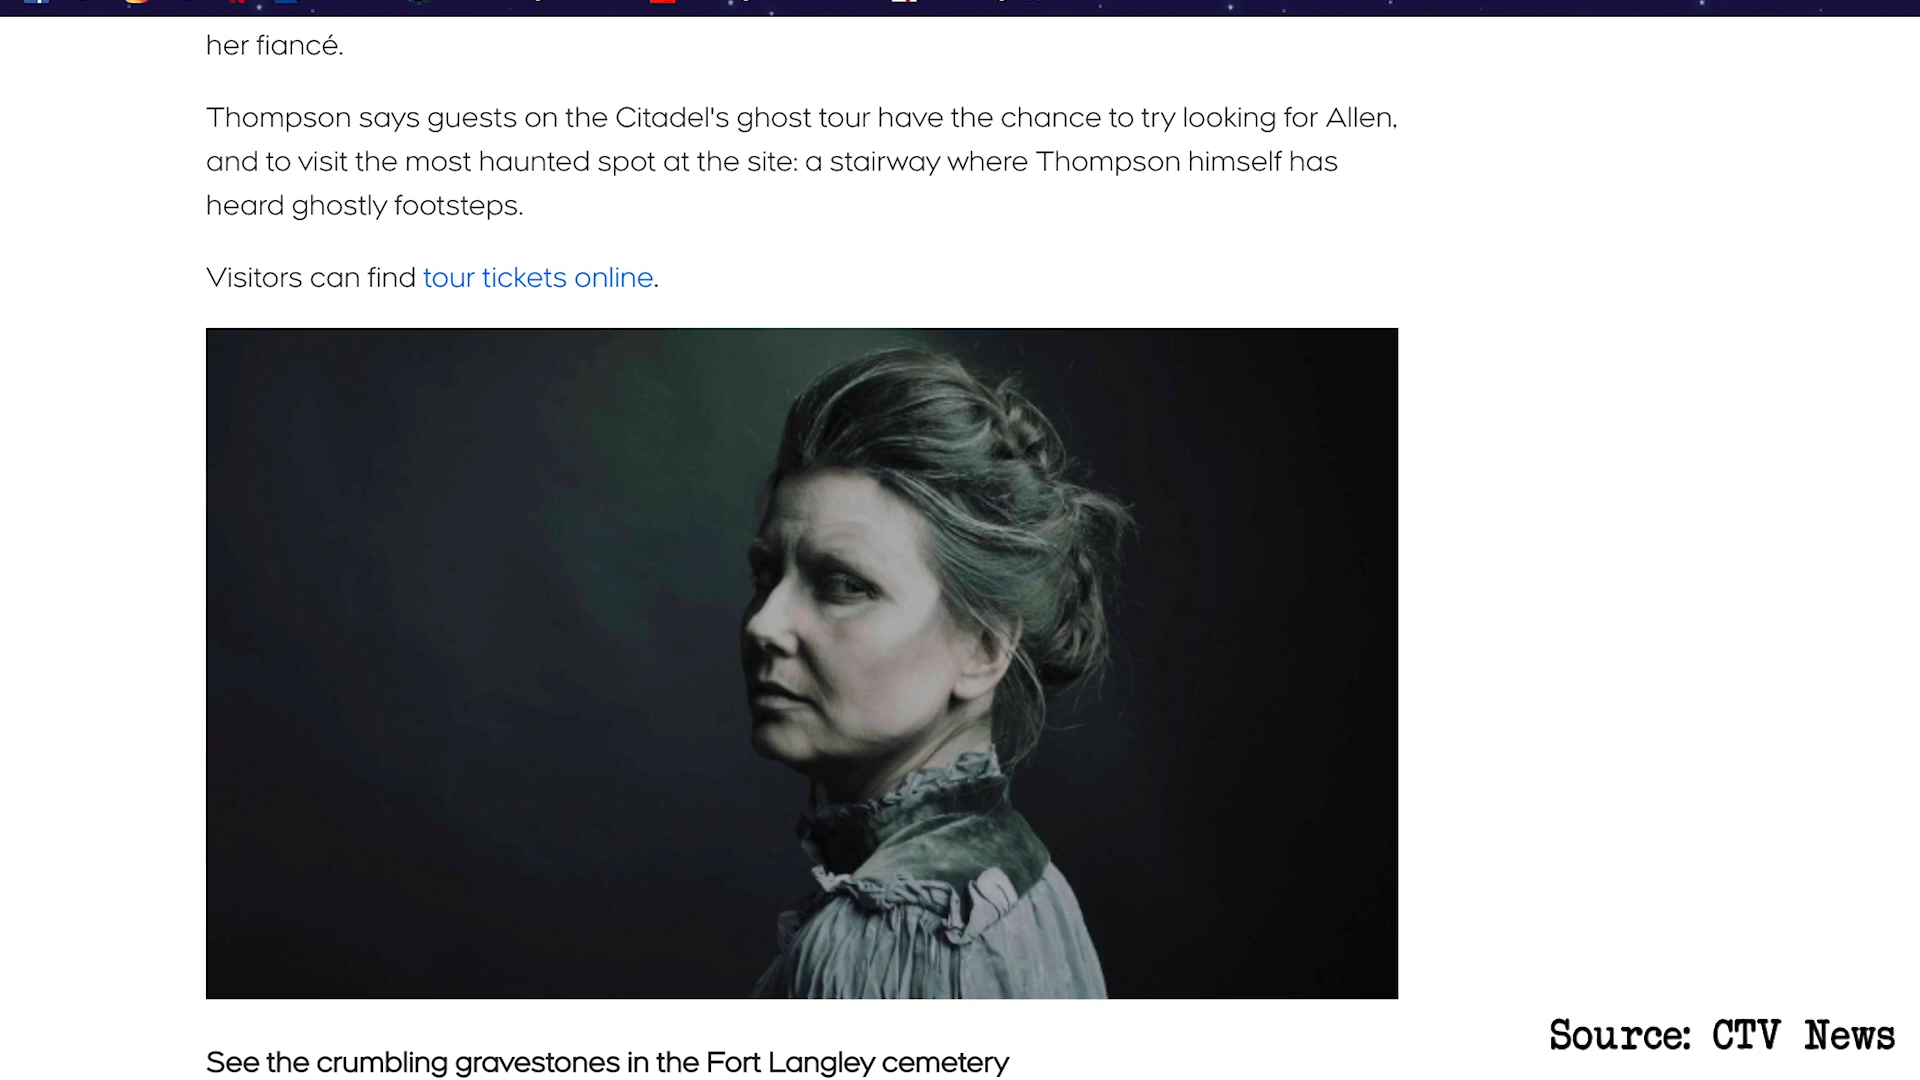 her fiancé.
Thompson says guests on the Citadel's ghost tour have the chance to try looking for Allen,
and to visit the most haunted spot at the site: a stairway where Thompson himself has
heard ghostly footsteps.
Visitors can find tour tickets online.
See the crumbling gravestones in the Fort Langley cemetery
Source: CTV News